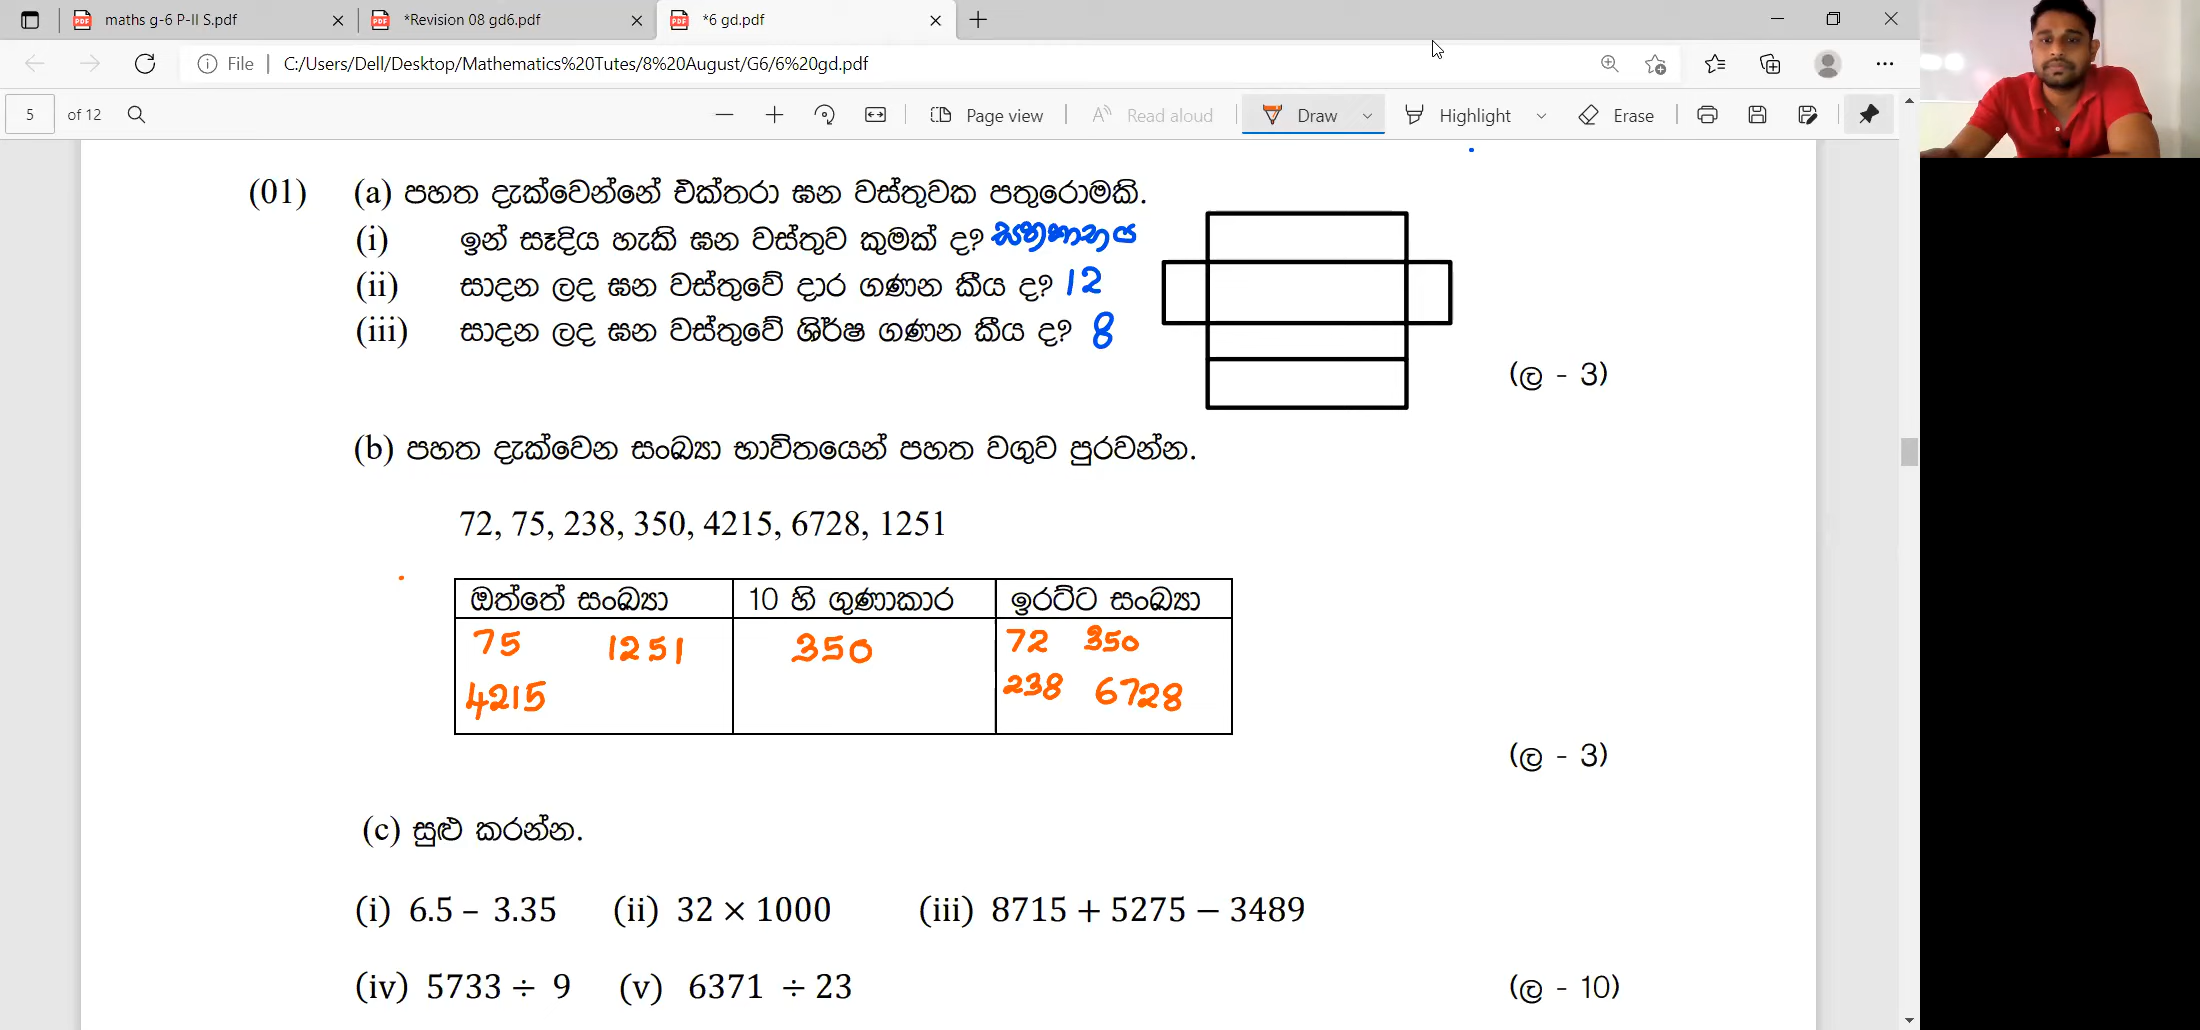 maths g-6 P-II S.pdf
*Revision 08 gd6.pdf
*6 gd.pdf
File
C:/Users/Dell/Desktop/Mathematics%20Tutes/8%20August/G6/6%20gd.pdf
5 of 12
Page view
Read aloud
Draw
Highlight
Erase
(01) (a) පහත දැක්වෙන්නේ එක්තරා ඝන වස්තුවක පතුරොමකි.
(i) ඉන් සෑදිය හැකි ඝන වස්තුව කුමක් ද?
(ii) සාදන ලද ඝන වස්තුවේ දාර ගණන කීය ද? 12
(iii) සාදන ලද ඝන වස්තුවේ ශිර්ෂ ගණන කීය ද? 8
(ල - 3)
(b) පහත දැක්වෙන සංඛ්‍යා භාවිතයෙන් පහත වගුව පුරවන්න.
72, 75, 238, 350, 4215, 6728, 1251
ඔත්තේ සංඛ්‍යා 10 හි ගුණාකාර ඉරට්ට සංඛ්‍යා
75 1251 350 72 350
4215 238 6728
(ල - 3)
(c) සුළු කරන්න.
(i) 6.5 – 3.35 (ii) 32 × 1000 (iii) 8715 + 5275 − 3489
(iv) 5733 ÷ 9 (v) 6371 ÷ 23 (ල - 10)